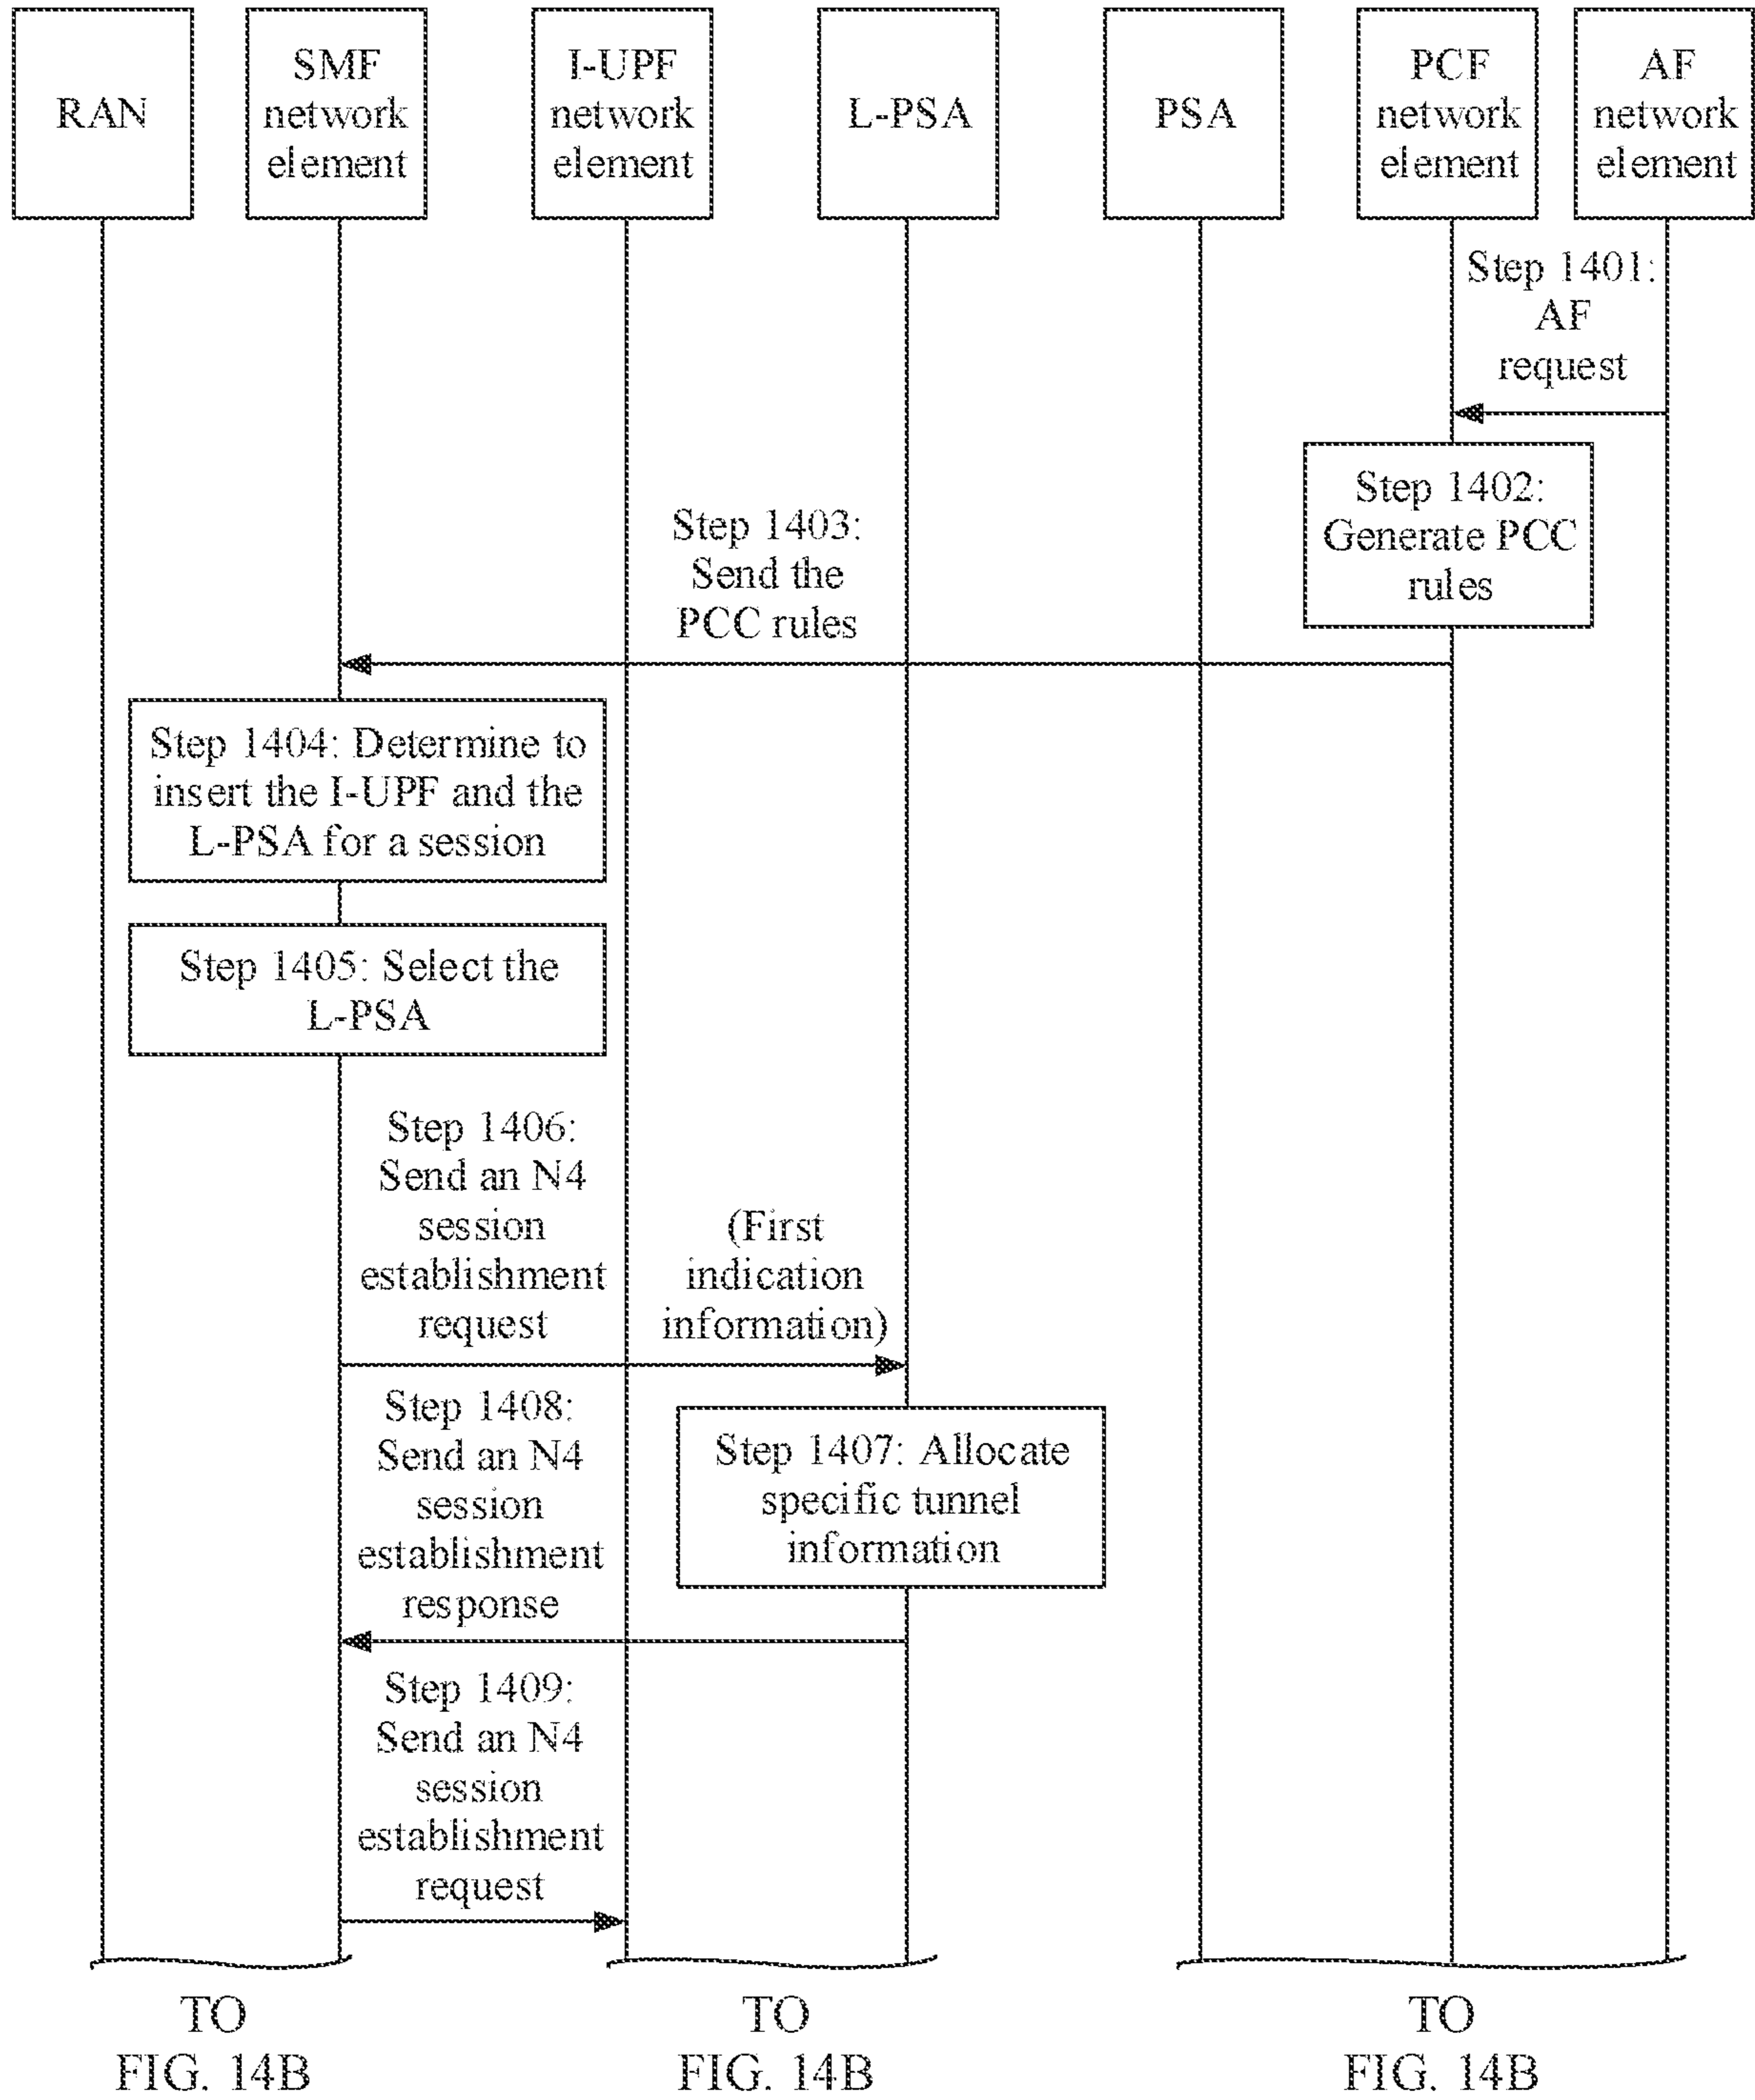 RAN
SMF
network
element
I-UPF
network
element
L-PSA
PSA
PCF
network
element
AF
network
element
Step 1401:
AF
request
Step 1402:
Generate PCC
rules
Step 1403:
Send the
PCC rules
Step 1404: Determine to
insert the I-UPF and the
L-PSA for a session
Step 1405: Select the
L-PSA
Step 1406:
Send an N4
session
establishment
request
(First
indication
information)
Step 1407: Allocate
specific tunnel
information
Step 1408:
Send an N4
session
establishment
response
Step 1409:
Send an N4
session
establishment
request
TO
FIG. 14B
TO
FIG. 14B
TO
FIG. 14B